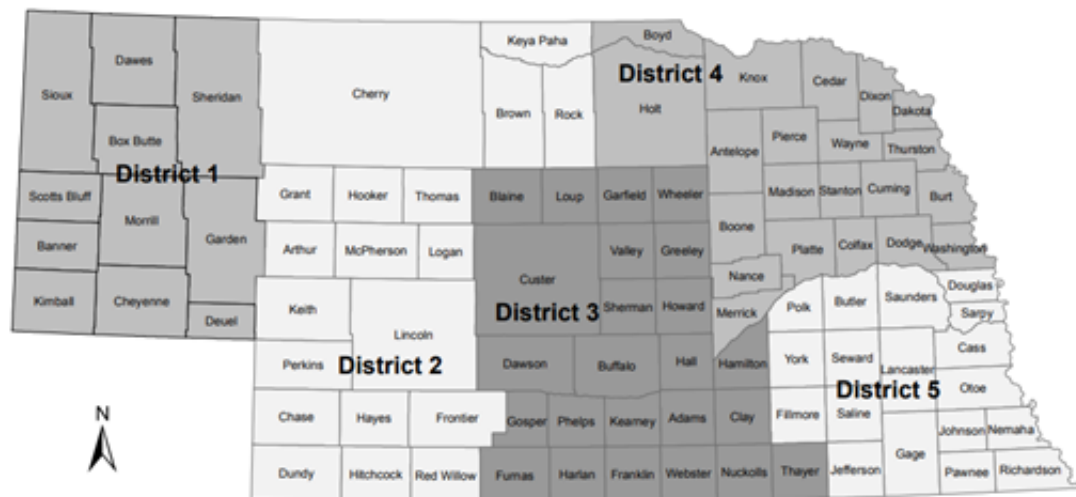 Boyd
Keya Paha
Dawes
District 4
Knox
Cedar
Sioux
Sheridan
Cherry
Dixon
Dakota
Brown
Rock
Holt
Box Butte
Pierce
Wayne
Thurston
Antelope
District 1
Scotts Bluff
Grant
Hooker
Thomas
Blaine
Loup
Garfield
Wheeler
Madison
Stanton
Cuming
Burt
Morrill
Garden
Boone
Banner
Arthur
McPherson
Logan
Valley
Greeley
Platte
Colfax
Dodge
Washington
Custer
Nance
Kimball
Cheyenne
Keith
Sherman
Howard
Merrick
Polk
Butler
Saunders
Douglas
Sarpy
Deuel
District 3
Lincoln
Cass
Perkins
District 2
Dawson
Buffalo
Hall
Hamilton
York
Seward
Lancaster
Otoe
District 5
N
Chase
Hayes
Frontier
Gosper
Phelps
Kearney
Adams
Clay
Fillmore
Saline
Johnson
Nemaha
Gage
Dundy
Hitchcock
Red Willow
Furnas
Harlan
Franklin
Webster
Nuckolls
Thayer
Jefferson
Pawnee
Richardson